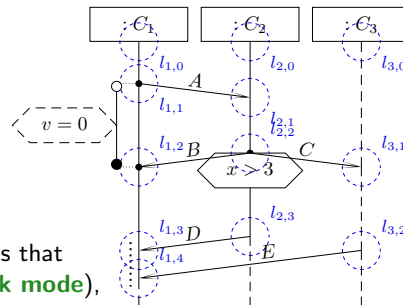 : C₁ : C₂ : C₃
l₁,₀ l₂,₀ l₃,₀
A
l₁,₁
l₂,₁
v = 0
l₂,₂
l₁,₂ B C l₃,₁
x > 3
l₁,₃ D l₂,₃ l₃,₂
s that
l₁,₄ E
k mode),